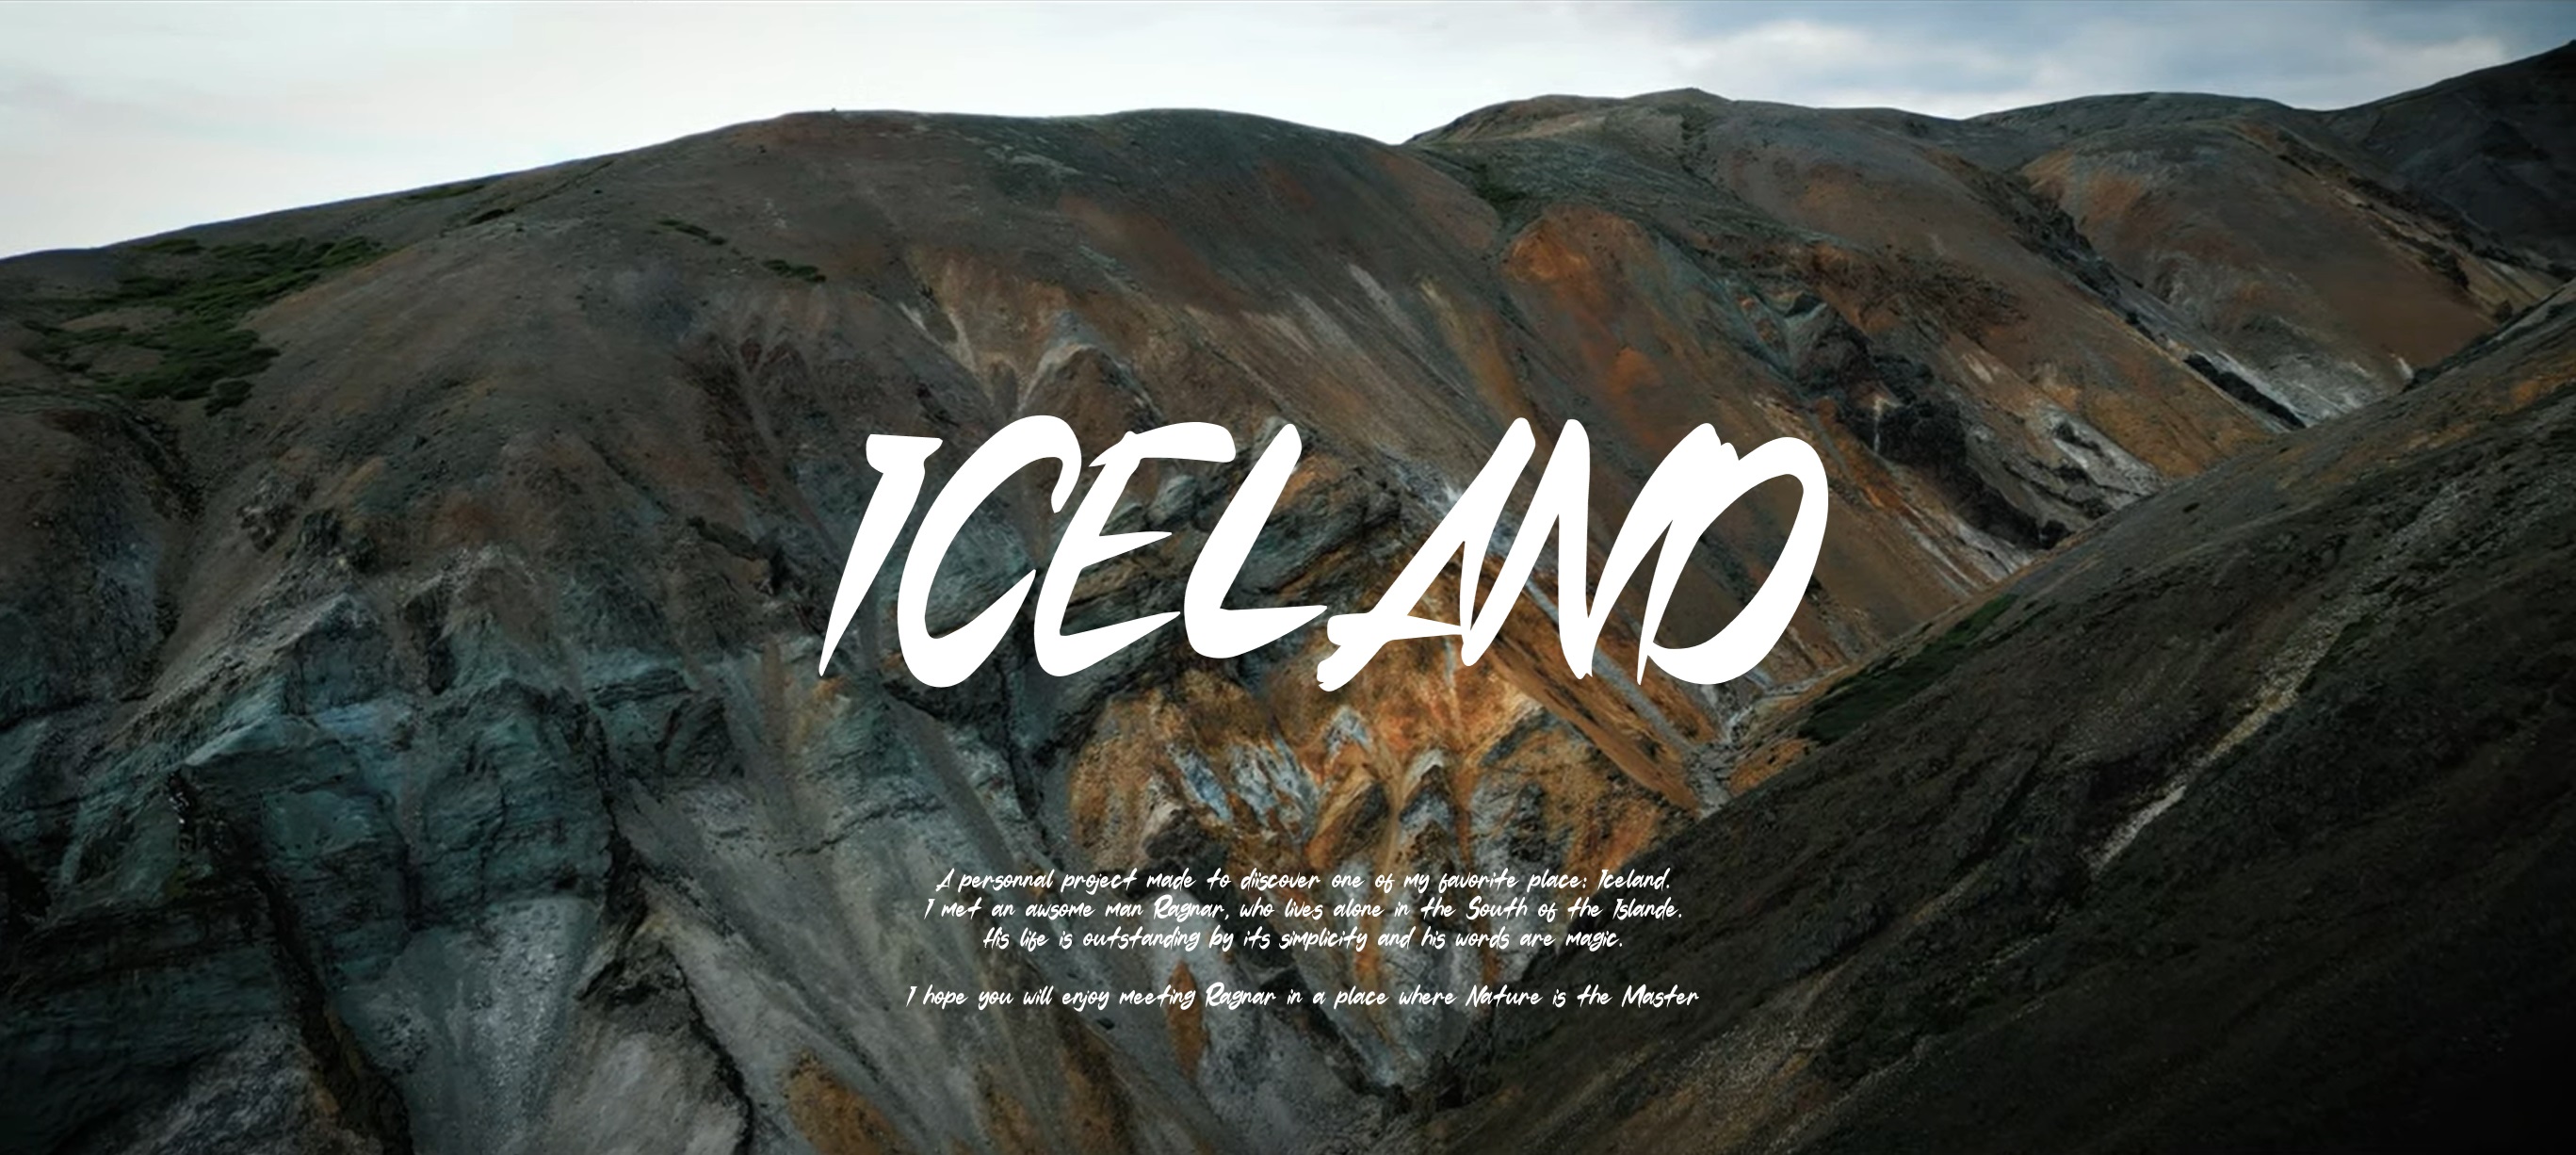 ICELAND
A personnal project made to diiscover one of my favorite place: Iceland.
I met an awsome man Ragnar, who lives alone in the South of the Islande.
His life is outstanding by its simplicity and his words are magic.
I hope you will enjoy meeting Ragnar in a place where Nature is the Master